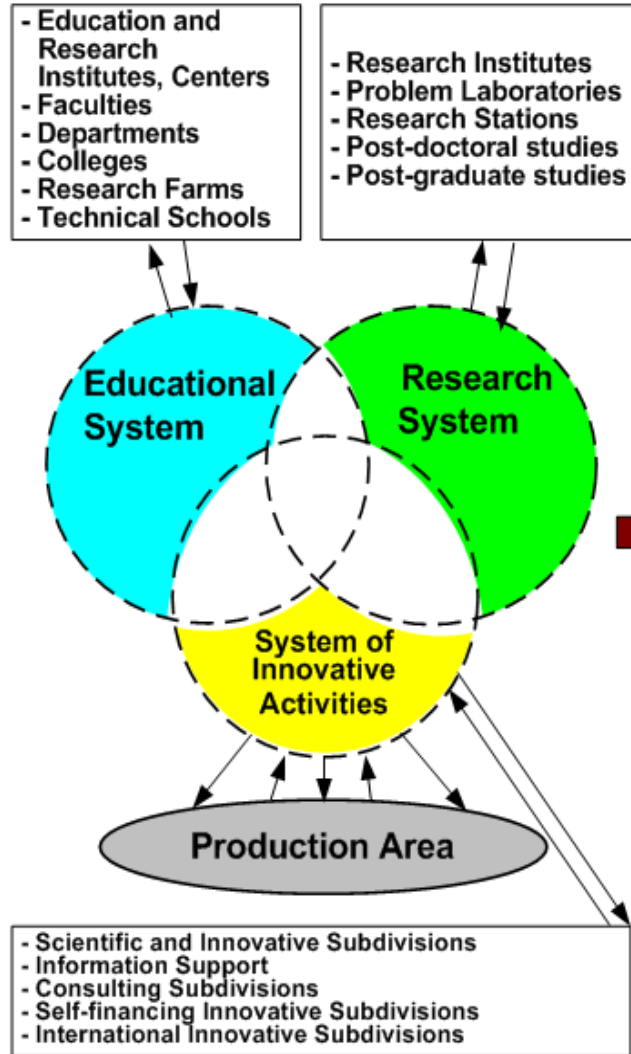 - Education and
Research
Institutes, Centers
- Faculties
- Departments
- Colleges
- Research Farms
- Technical Schools
- Research Institutes
- Problem Laboratories
- Research Stations
- Post-doctoral studies
- Post-graduate studies
Educational
System
Research
System
System of
Innovative
Activities
Production Area
- Scientific and Innovative Subdivisions
- Information Support
- Consulting Subdivisions
- Self-financing Innovative Subdivisions
- International Innovative Subdivisions